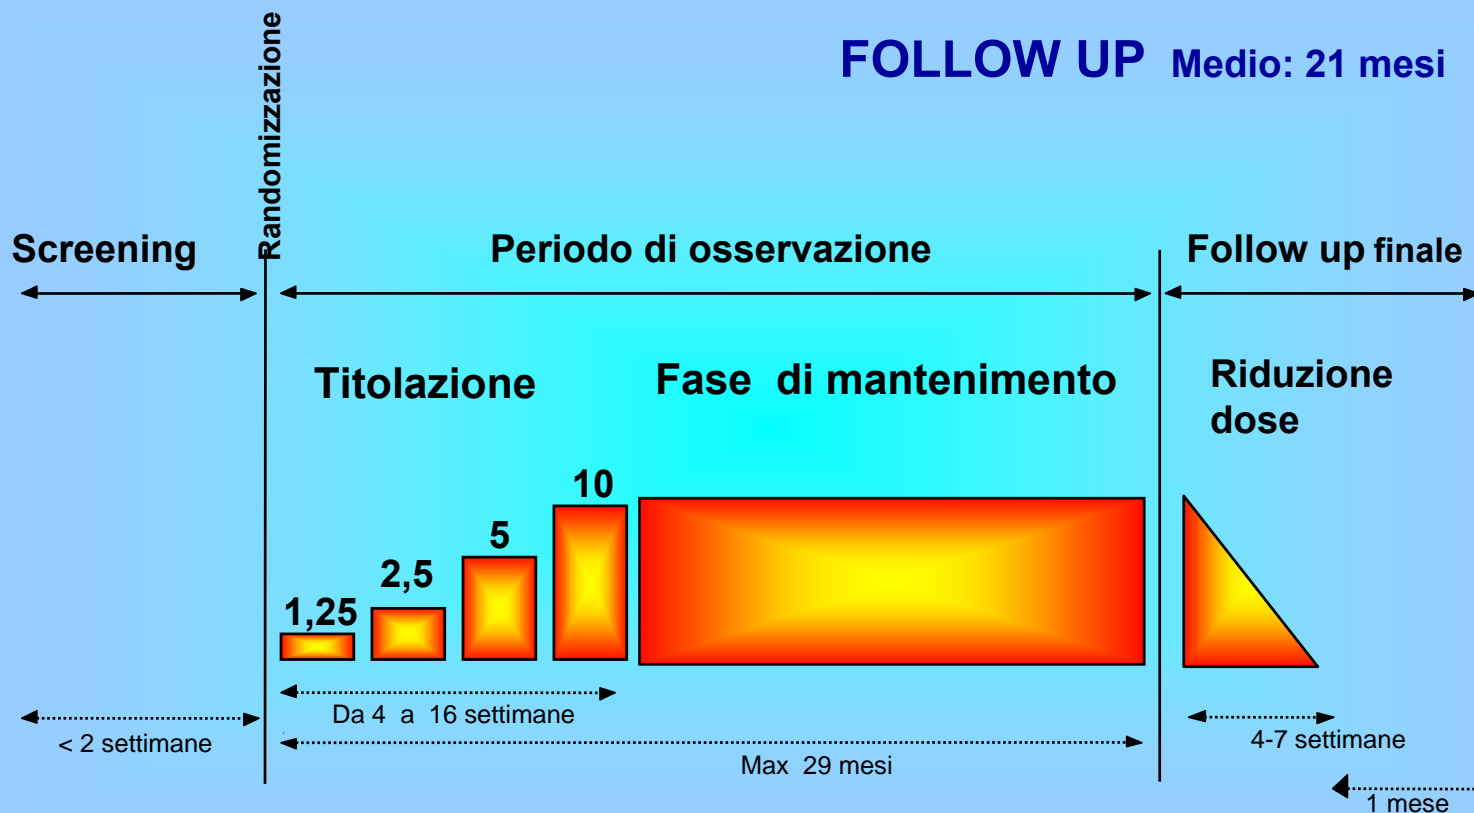 Randomizzazione
FOLLOW UP Medio: 21 mesi
Screening
Periodo di osservazione
Follow up finale
Titolazione
Fase di mantenimento
Riduzione
dose
10
5
2,5
1,25
Da 4 a 16 settimane
< 2 settimane
4-7 settimane
Max 29 mesi
1 mese